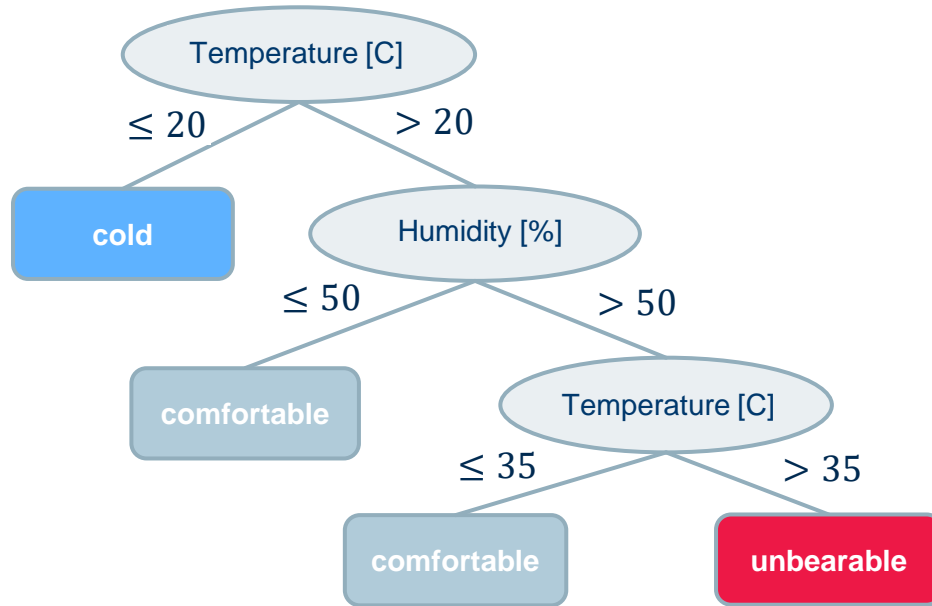 Temperature [C]
≤ 20
> 20
cold
Humidity [%]
≤ 50
> 50
comfortable
Temperature [C]
≤ 35
> 35
comfortable
unbearable